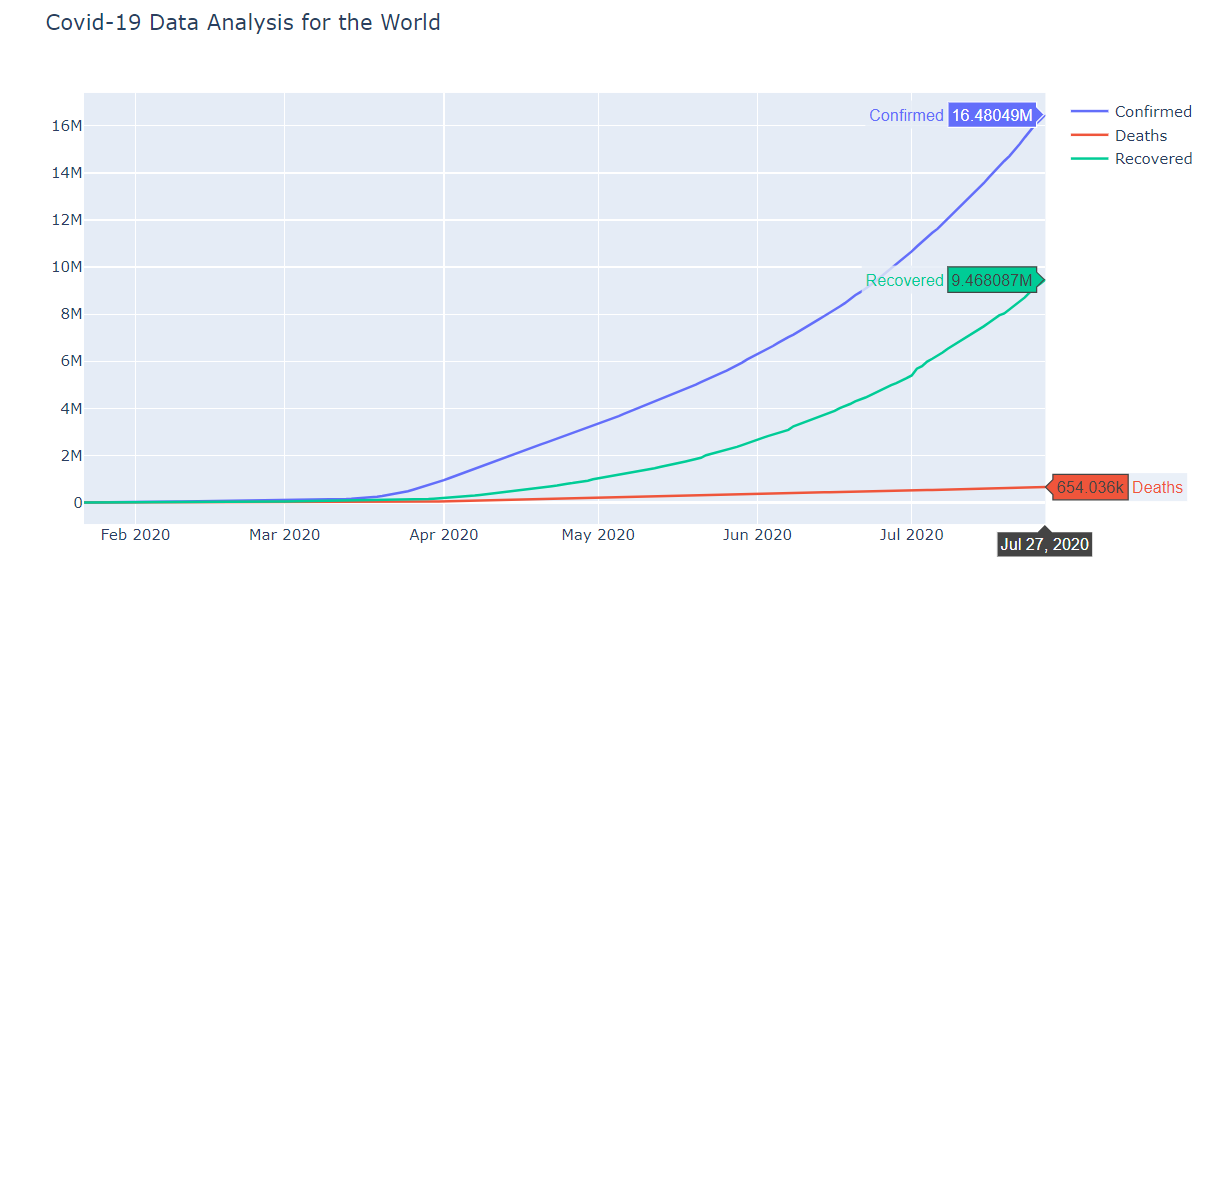 Covid-19 Data Analysis for the World
Confirmed
Deaths
Recovered
16M
14M
12M
10M
8M
6M
4M
2M
0
Confirmed 16.48049M
Recovered 9.468087M
654.036k Deaths
Feb 2020 Mar 2020 Apr 2020 May 2020 Jun 2020 Jul 2020
Jul 27, 2020